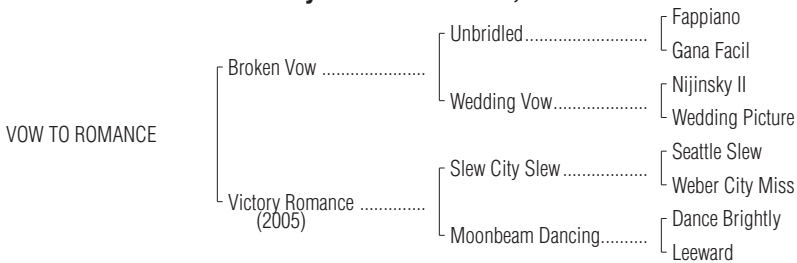 Fappiano
Unbridled..........................
Gana Facil
Broken Vow ......................
Nijinsky II
Wedding Vow....................
Wedding Picture
VOW TO ROMANCE
Seattle Slew
Slew City Slew..................
Weber City Miss
Victory Romance ..............
(2005)
Dance Brightly
Moonbeam Dancing..........
Leeward